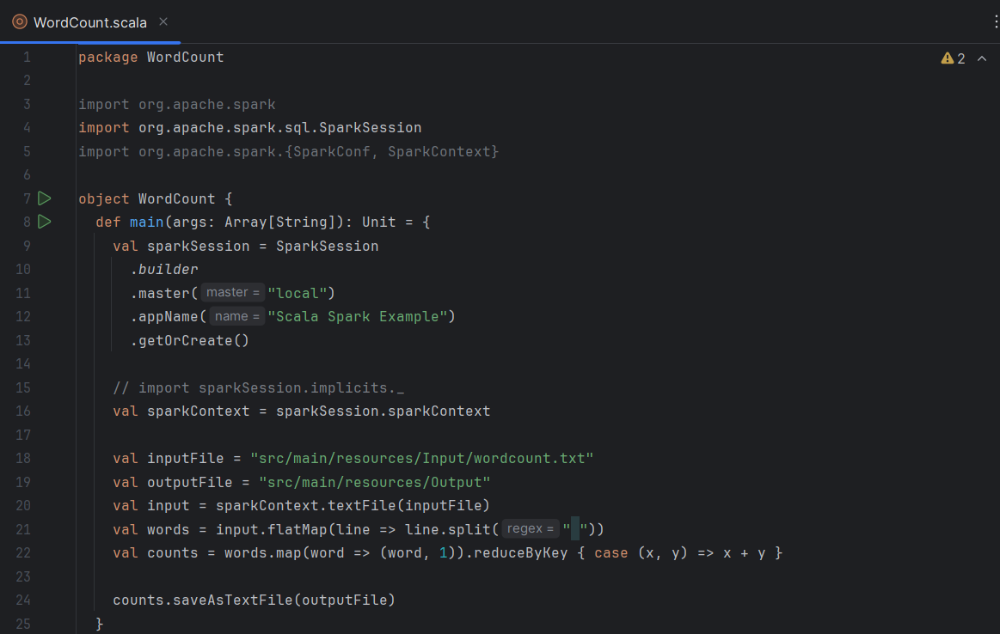 WordCount.scala
2
1 package WordCount
2
3 import org.apache.spark
4 import org.apache.spark.sql.SparkSession
5 import org.apache.spark.{SparkConf, SparkContext}
6
7 object WordCount {
8 def main(args: Array[String]): Unit = {
9 val sparkSession = SparkSession
10 .builder
11 .master( master = "local")
12 .appName( name = "Scala Spark Example")
13 .getOrCreate()
14
15 // import sparkSession.implicits._
16 val sparkContext = sparkSession.sparkContext
17
18 val inputFile = "src/main/resources/Input/wordcount.txt"
19 val outputFile = "src/main/resources/Output"
20 val input = sparkContext.textFile(inputFile)
21 val words = input.flatMap(line => line.split( regex = " "))
22 val counts = words.map(word => (word, 1)).reduceByKey { case (x, y) => x + y }
23
24 counts.saveAsTextFile(outputFile)
25 }